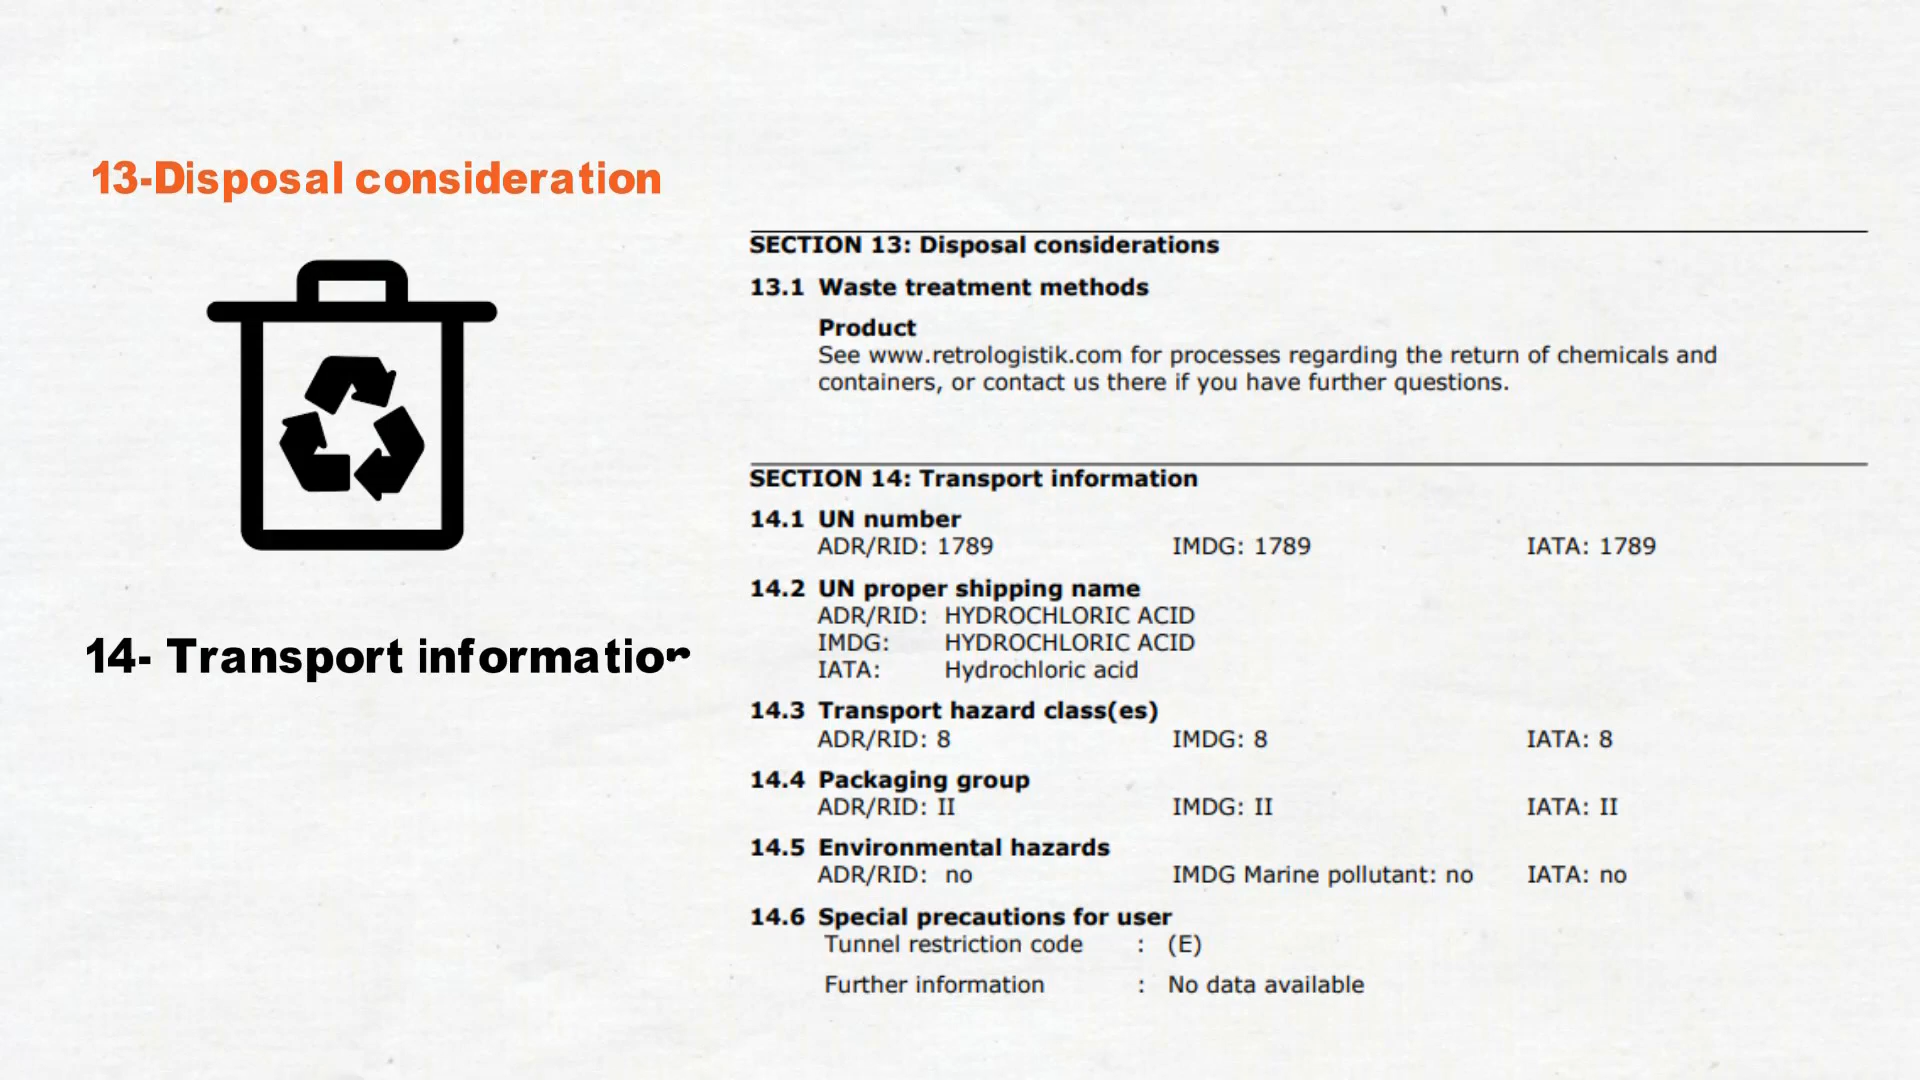 13-Disposal consideration
14- Transport information
SECTION 13: Disposal considerations
13.1 Waste treatment methods
Product
See www.retrologistik.com for processes regarding the return of chemicals and
containers, or contact us there if you have further questions.
SECTION 14: Transport information
14.1 UN number
ADR/RID: 1789 IMDG: 1789 IATA: 1789
14.2 UN proper shipping name
ADR/RID: HYDROCHLORIC ACID
IMDG: HYDROCHLORIC ACID
IATA: Hydrochloric acid
14.3 Transport hazard class(es)
ADR/RID: 8 IMDG: 8 IATA: 8
14.4 Packaging group
ADR/RID: II IMDG: II IATA: II
14.5 Environmental hazards
ADR/RID: no IMDG Marine pollutant: no IATA: no
14.6 Special precautions for user
Tunnel restriction code : (E)
Further information : No data available